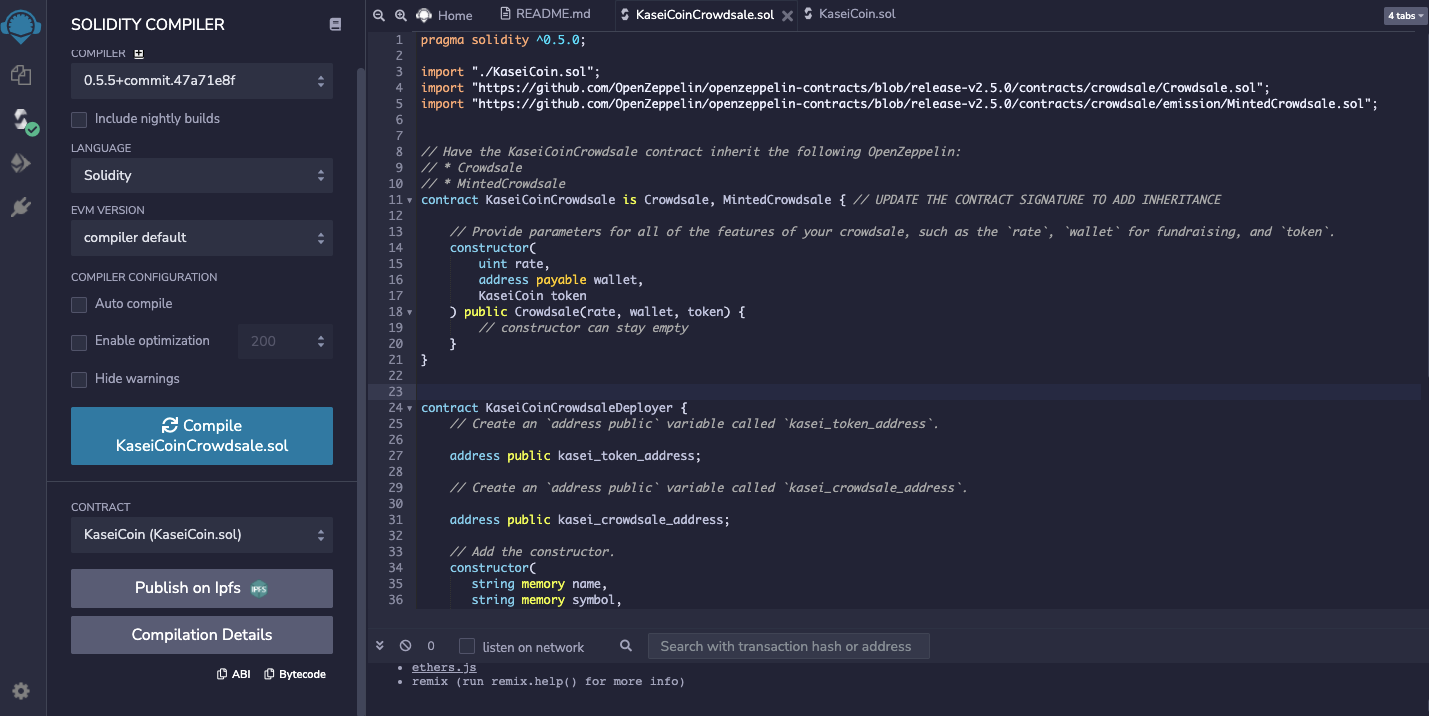 SOLIDITY COMPILER
COMPILER
0.5.5+commit.47a71e8f
Include nightly builds
LANGUAGE
Solidity
EVM VERSION
compiler default
COMPILER CONFIGURATION
Auto compile
Enable optimization
200
Hide warnings
Compile
KaseiCoinCrowdsale.sol
CONTRACT
KaseiCoin (KaseiCoin.sol)
Publish on Ipfs
IPFS
Compilation Details
ABI
Bytecode
Home
README.md
KaseiCoinCrowdsale.sol
KaseiCoin.sol
4 tabs
1 pragma solidity ^0.5.0;
2
3 import "./KaseiCoin.sol";
4 import "https://github.com/OpenZeppelin/openzeppelin-contracts/blob/release-v2.5.0/contracts/crowdsale/Crowdsale.sol";
5 import "https://github.com/OpenZeppelin/openzeppelin-contracts/blob/release-v2.5.0/contracts/crowdsale/emission/MintedCrowdsale.sol";
6
7
8 // Have the KaseiCoinCrowdsale contract inherit the following OpenZeppelin:
9 // * Crowdsale
10 // * MintedCrowdsale
11 contract KaseiCoinCrowdsale is Crowdsale, MintedCrowdsale { // UPDATE THE CONTRACT SIGNATURE TO ADD INHERITANCE
12
13 // Provide parameters for all of the features of your crowdsale, such as the `rate`, `wallet` for fundraising, and `token`.
14 constructor(
15 uint rate,
16 address payable wallet,
17 KaseiCoin token
18 ) public Crowdsale(rate, wallet, token) {
19 // constructor can stay empty
20 }
21 }
22
23
24 contract KaseiCoinCrowdsaleDeployer {
25 // Create an `address public` variable called `kasei_token_address`.
26
27 address public kasei_token_address;
28
29 // Create an `address public` variable called `kasei_crowdsale_address`.
30
31 address public kasei_crowdsale_address;
32
33 // Add the constructor.
34 constructor(
35 string memory name,
36 string memory symbol,
0
listen on network
Search with transaction hash or address
• ethers.js
• remix (run remix.help() for more info)